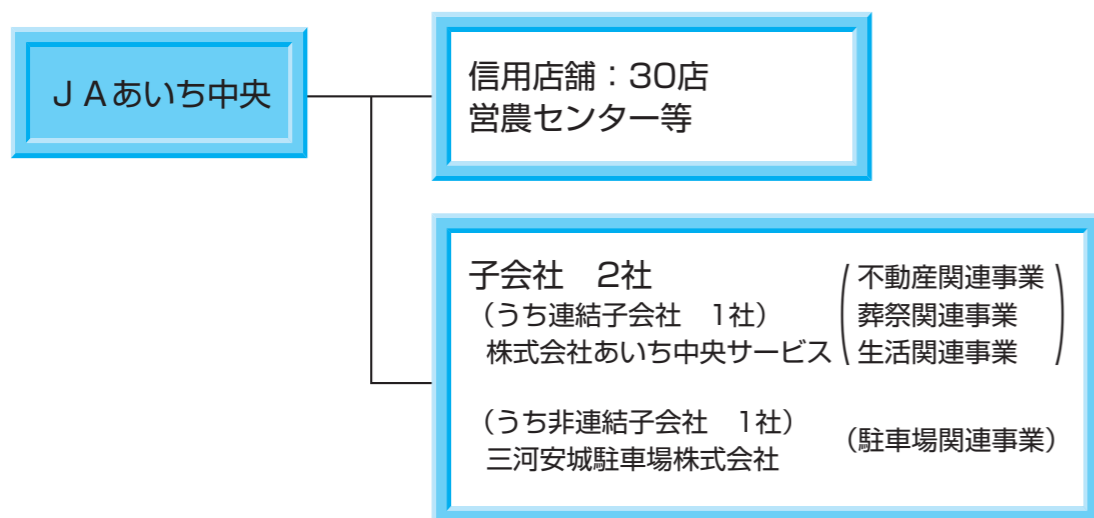 ＪＡあいち中央
信用店舗：30店
営農センター等
子会社　2社
（うち連結子会社　1社）
株式会社あいち中央サービス
（不動産関連事業
葬祭関連事業
生活関連事業）
（うち非連結子会社　1社）
三河安城駐車場株式会社
（駐車場関連事業）